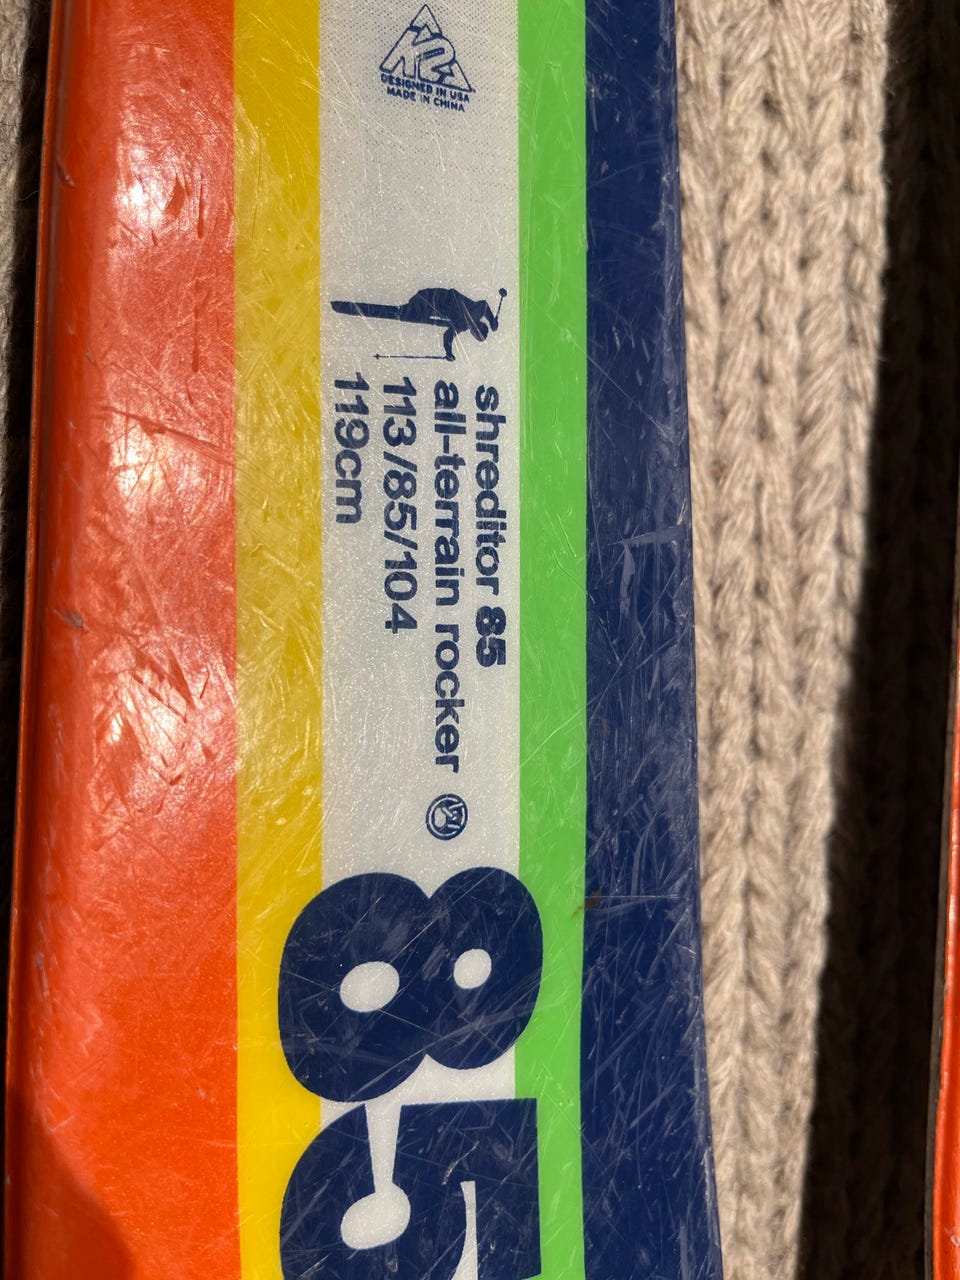 K2
DESIGNED IN USA
MADE IN CHINA
shreditor 85
all-terrain rocker
113/85/104
119cm
85